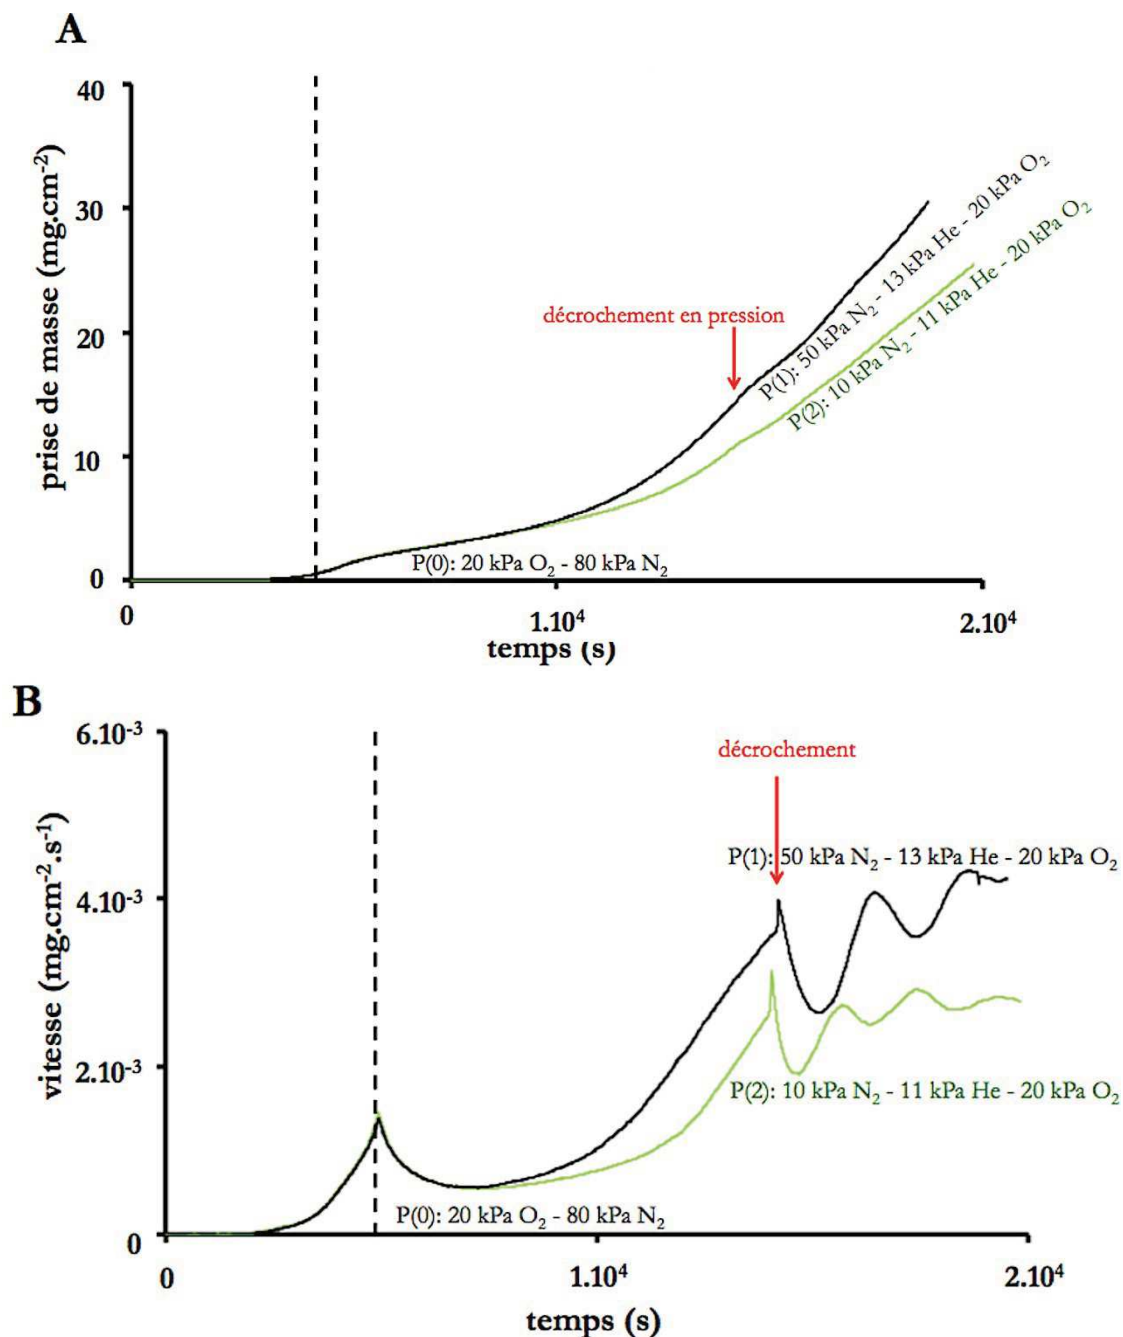 A
40
30
20
10
0
prise de masse (mg.cm⁻²)
décrochement en pression
P(1): 50 kPa N₂ - 13 kPa He - 20 kPa O₂
P(2): 10 kPa N₂ - 11 kPa He - 20 kPa O₂
P(0): 20 kPa O₂ - 80 kPa N₂
0
1.10⁴
2.10⁴
temps (s)
B
6.10⁻³
4.10⁻³
2.10⁻³
0
vitesse (mg.cm⁻².s⁻¹)
décrochement
P(1): 50 kPa N₂ - 13 kPa He - 20 kPa O₂
P(2): 10 kPa N₂ - 11 kPa He - 20 kPa O₂
P(0): 20 kPa O₂ - 80 kPa N₂
0
1.10⁴
2.10⁴
temps (s)